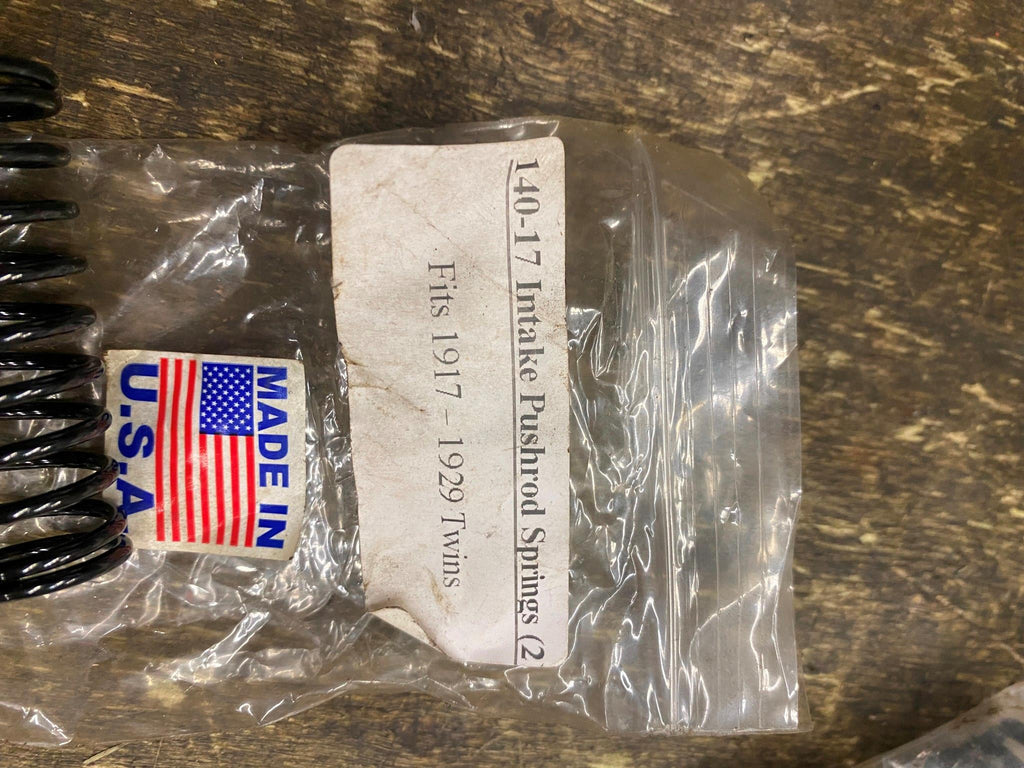 140-17 Intake Pushrod Springs (2
Fits 1917 – 1929 Twins
MADE IN
U.S.A